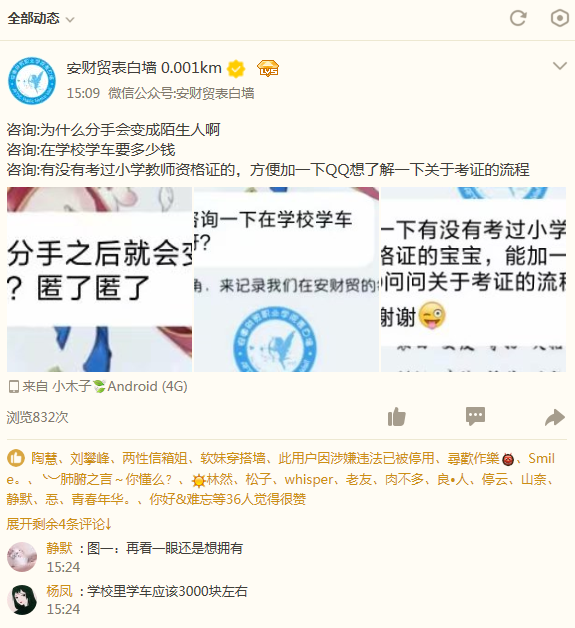 全部动态
安财贸表白墙 0.001km
15:09 微信公众号:安财贸表白墙
咨询:为什么分手会变成陌生人啊
咨询:在学校学车要多少钱
咨询:有没有考过小学教师资格证的，方便加一下QQ想了解一下关于考证的流程
分手之后就会变
？匿了匿了
咨询一下在学校学车
?
角，来记录我们在安财贸的
一下有没有考过小学
格证的宝宝，能加一
问问关于考证的流程
谢谢
来自 小木子🍃Android (4G)
浏览832次
陶慧、刘攀峰、两性信箱姐、软妹穿搭墙、此用户因涉嫌违法已被停用、尋歡作樂👹、Smil
e。、﹨〜肺腑之言～你懂么？、☀林然、松子、whisper、老友、肉不多、良•人、停云、山奈、
静默、忢、青春年华。、你好&难忘等36人觉得很赞
展开剩余4条评论↓
静默 : 图一：再看一眼还是想拥有
15:24
杨凤 : 学校里学车应该3000块左右
15:24